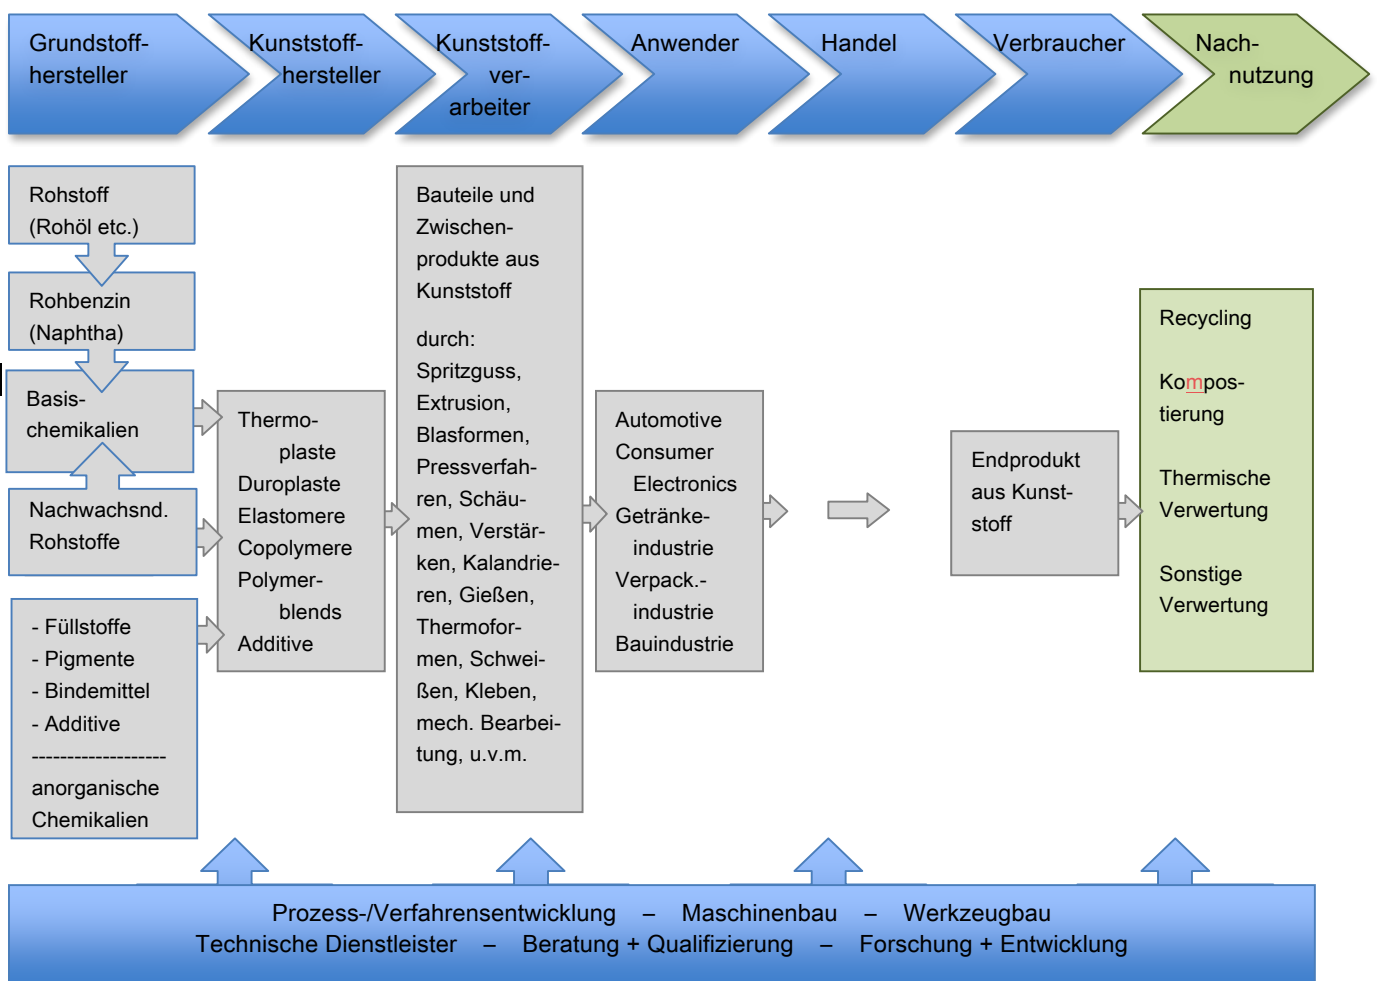 Grundstoff-
hersteller
Kunststoff-
hersteller
Kunststoff-
ver-
arbeiter
Anwender
Handel
Verbraucher
Nach-
nutzung
Rohstoff
(Rohöl etc.)
Rohbenzin
(Naphtha)
Basis-
chemikalien
Nachwachsnd.
Rohstoffe
- Füllstoffe
- Pigmente
- Bindemittel
- Additive
-------------------
anorganische
Chemikalien
Thermo-
plaste
Duroplaste
Elastomere
Copolymere
Polymer-
blends
Additive
Bauteile und
Zwischen-
produkte aus
Kunststoff
durch:
Spritzguss,
Extrusion,
Blasformen,
Pressverfah-
ren, Schäu-
men, Verstär-
ken, Kalandrie-
ren, Gießen,
Thermofor-
men, Schwei-
ßen, Kleben,
mech. Bearbei-
tung, u.v.m.
Automotive
Consumer
Electronics
Getränke-
industrie
Verpack.-
industrie
Bauindustrie
Endprodukt
aus Kunst-
stoff
Recycling
Kompos-
tierung
Thermische
Verwertung
Sonstige
Verwertung
Prozess-/Verfahrensentwicklung – Maschinenbau – Werkzeugbau
Technische Dienstleister – Beratung + Qualifizierung – Forschung + Entwicklung